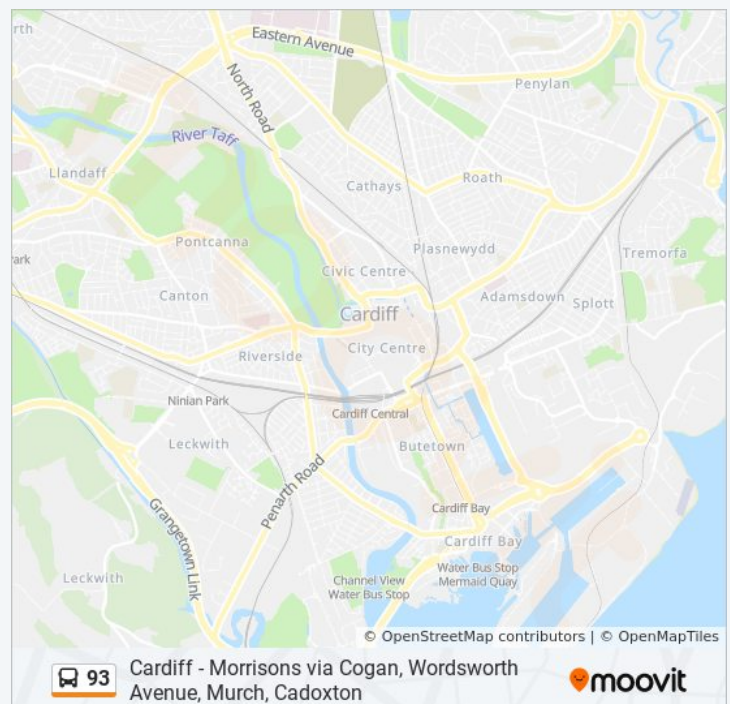 rth
Eastern Avenue
Penylan
North Road
River Taff
Llandaff
Cathays
Roath
Pontcanna
Plasnewydd
Tremorfa
ark
Civic Centre
Canton
Adamsdown
Splott
Cardiff
City Centre
Riverside
Ninian Park
Cardiff Central
Leckwith
Butetown
Penarth Road
Grangetown Link
Cardiff Bay
Cardiff Bay
Leckwith
Channel View
Water Bus Stop
Water Bus Stop
Mermaid Quay
© OpenStreetMap contributors | © OpenMapTiles
93
Cardiff - Morrisons via Cogan, Wordsworth
Avenue, Murch, Cadoxton
moovit